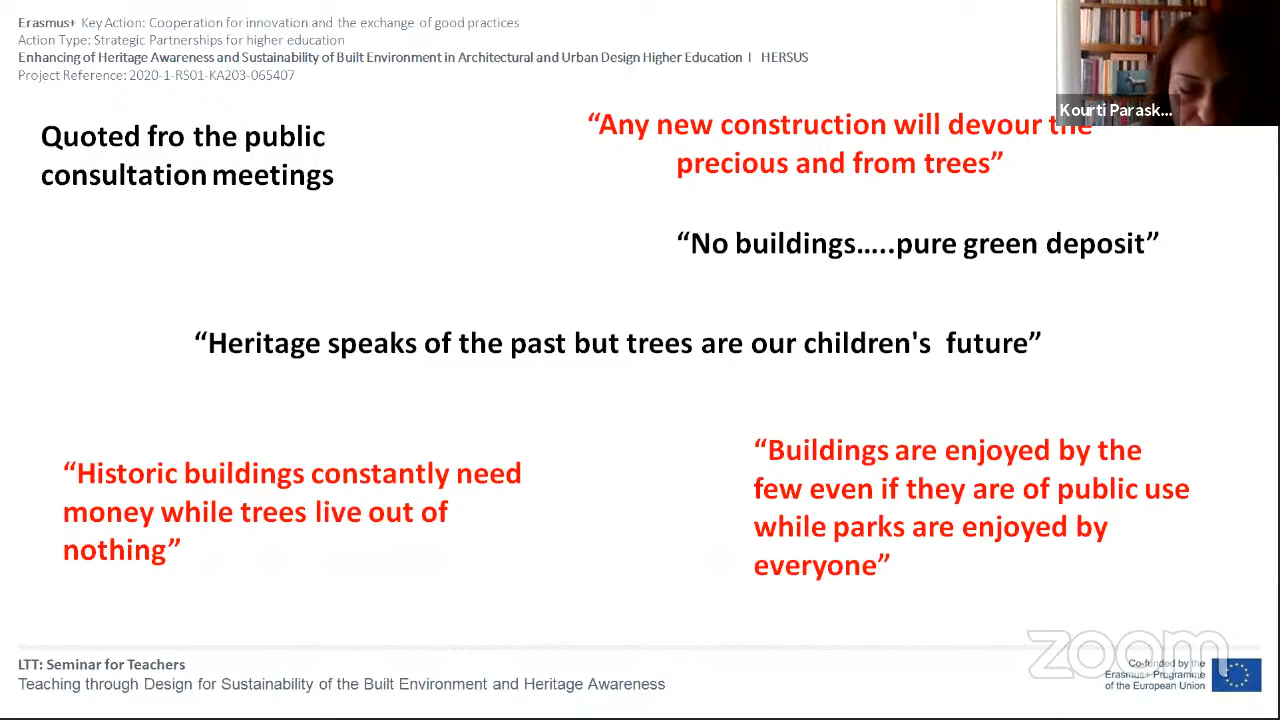 Erasmus+ Key Action: Cooperation for innovation and the exchange of good practices
Action Type: Strategic Partnerships for higher education
Enhancing of Heritage Awareness and Sustainability of Built Environment in Architectural and Urban Design Higher Education I HERSUS
Project Reference: 2020-1-RS01-KA203-065407
Kourti Parask...
Quoted fro the public
consultation meetings
“Any new construction will devour the
precious and from trees”
“No buildings…..pure green deposit”
“Heritage speaks of the past but trees are our children's future”
“Historic buildings constantly need
money while trees live out of
nothing”
“Buildings are enjoyed by the
few even if they are of public use
while parks are enjoyed by
everyone”
zoom
LTT: Seminar for Teachers
Teaching through Design for Sustainability of the Built Environment and Heritage Awareness
Co-funded by the
Erasmus+ Programme
of the European Union